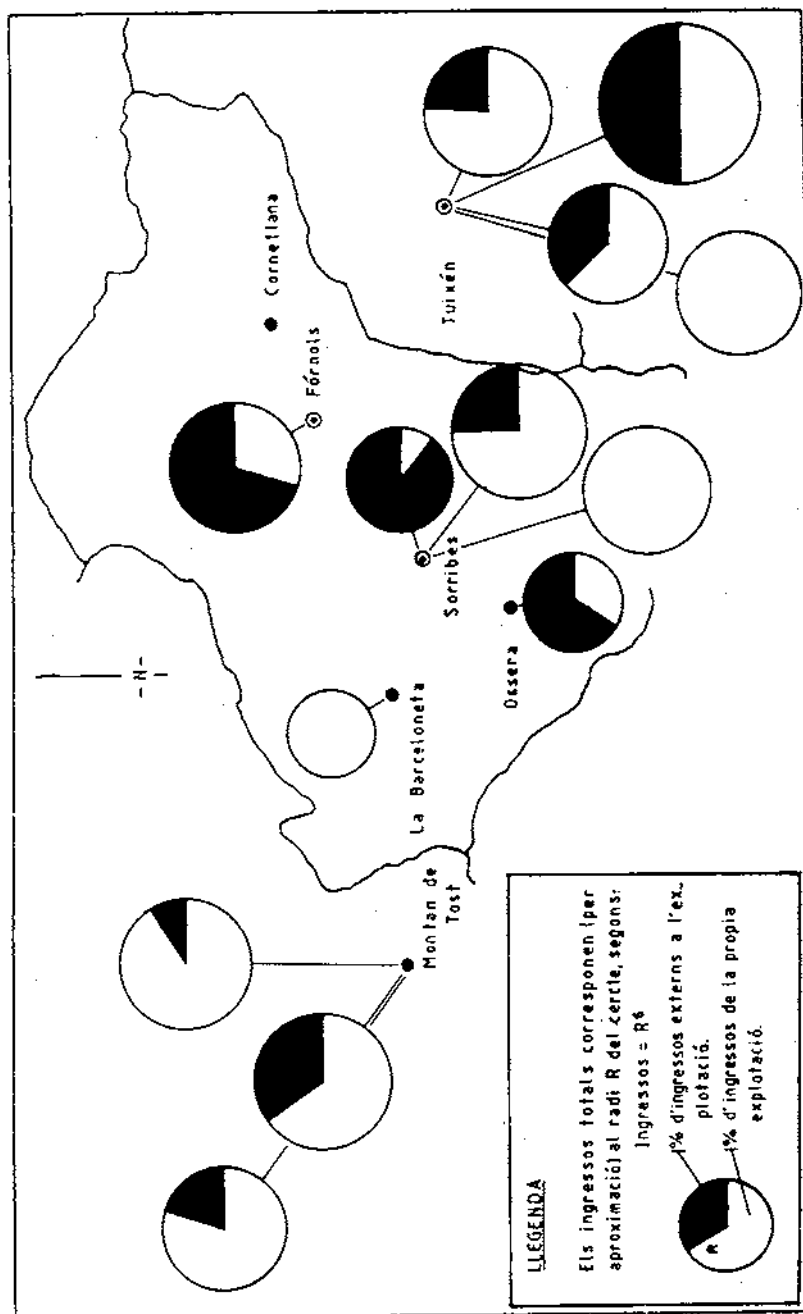 Cornellana
Fórnols
Tuixén
Sorribes
Ossera
- N -
La Barceloneta
Montan de
Tost
LLEGENDA
Els ingressos totals corresponen (per
aproximació) al radi R del cercle, segons:
Ingressos = R⁶
(% d'ingressos externs a l'ex_
plotació.
(% d'ingressos de la propia
explotació.
R